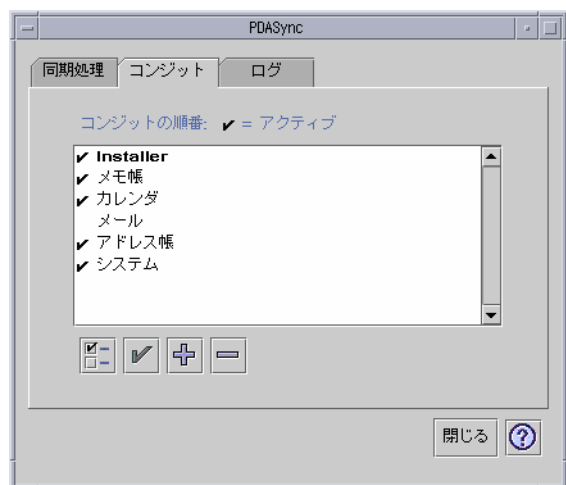 PDASync
同期処理 コンジット ログ
コンジットの順番: ✔ = アクティブ
✔ Installer
✔ メモ帳
✔ カレンダ
メール
✔ アドレス帳
✔ システム
閉じる ?